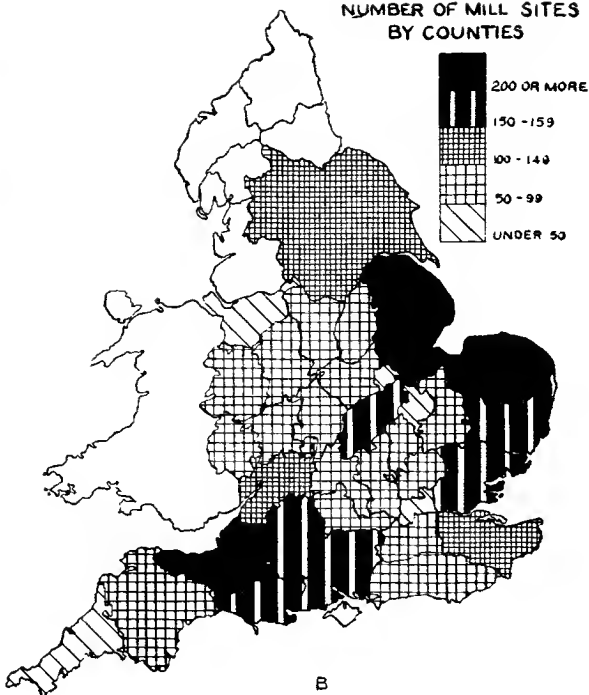 NUMBER OF MILL SITES
BY COUNTIES
200 OR MORE
150-159
100-149
50-99
UNDER 50
B